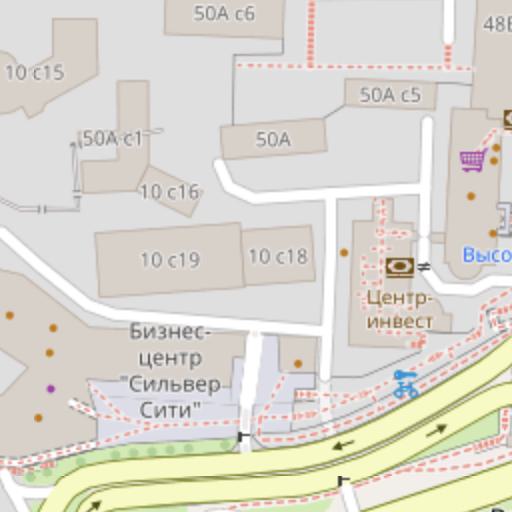 50А с6
48
10 с15
50А с5
50А с1
50А
10 с16
10 с19
10 с18
Высо
Центр-
инвест
Бизнес-
центр
"Сильвер
Сити"